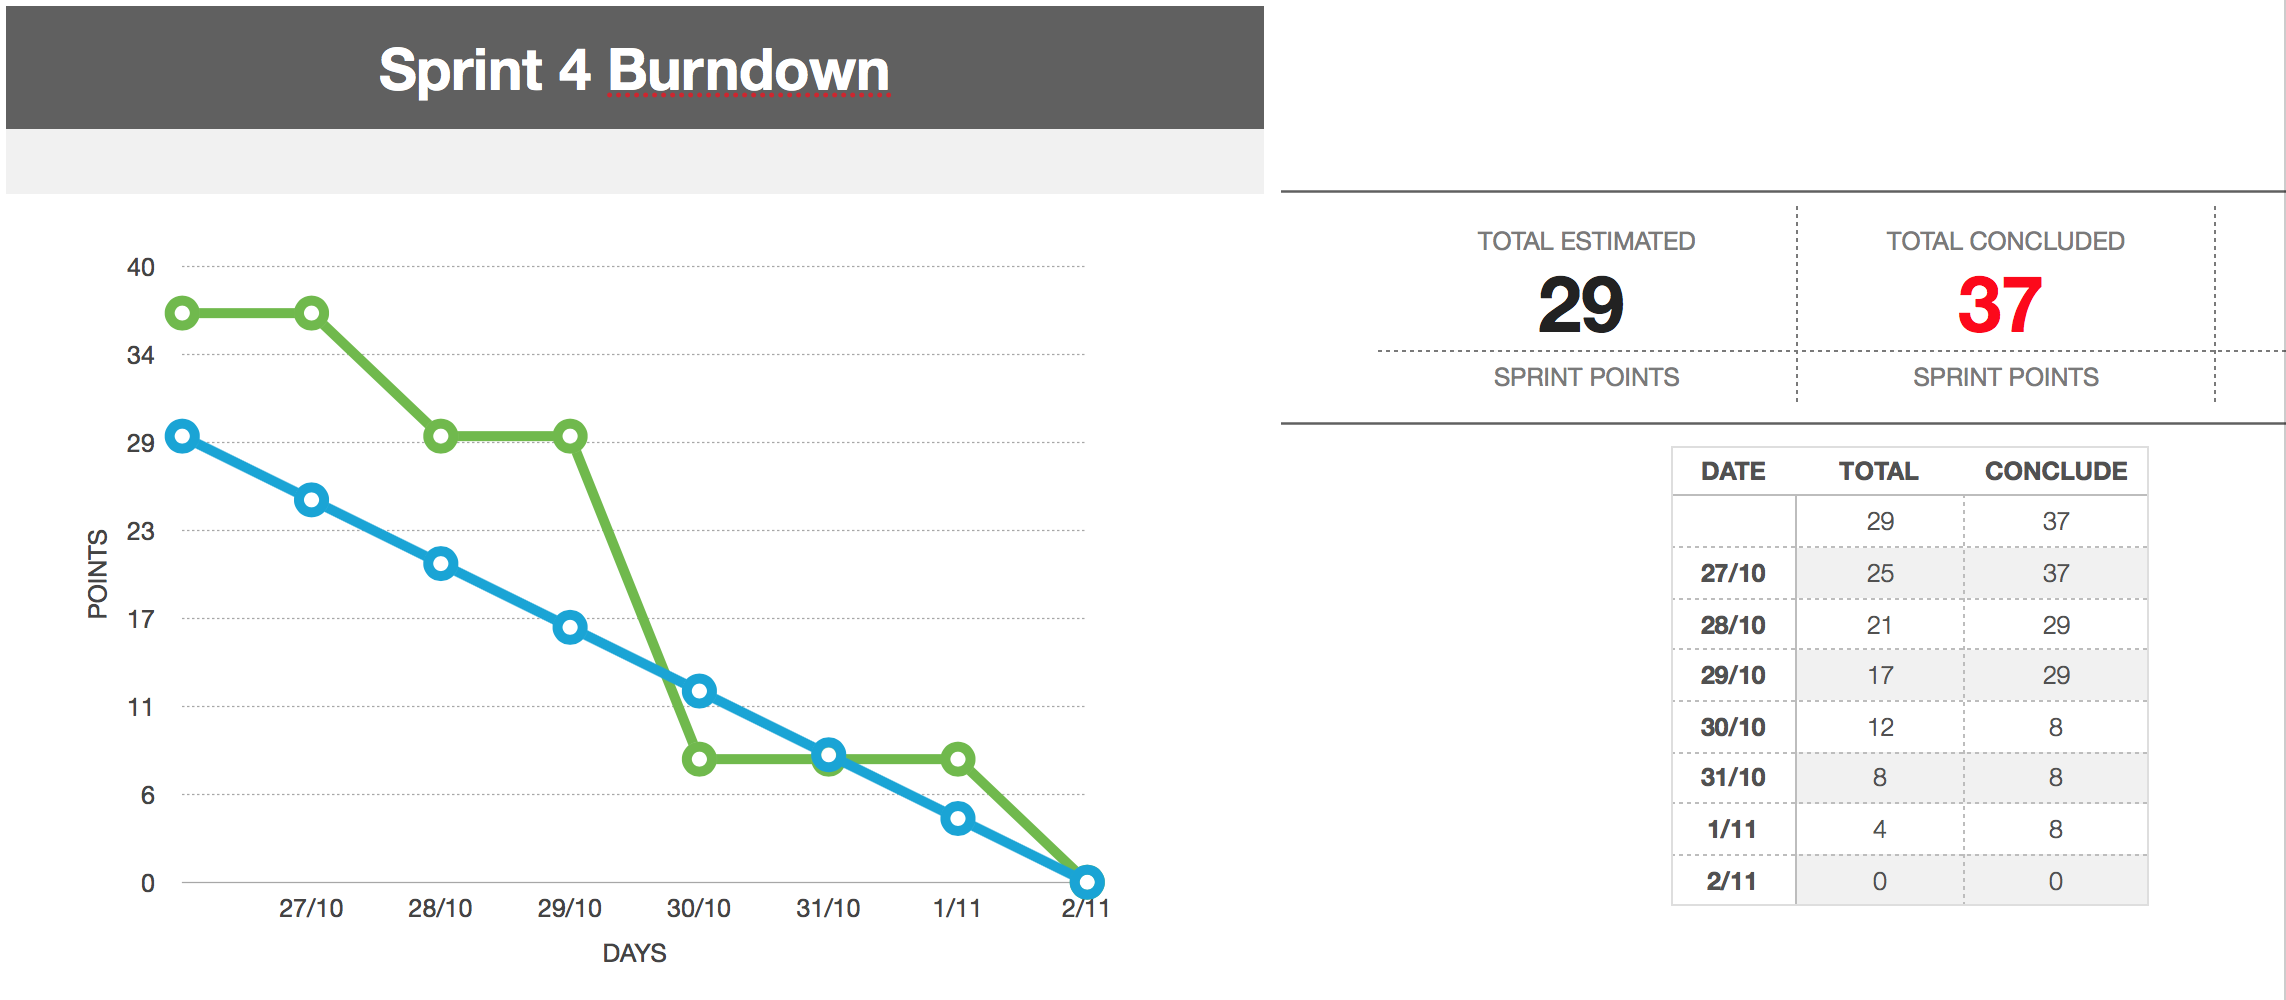 Sprint 4 Burndown
40
34
29
23
17
11
6
0
POINTS
27/10 28/10 29/10 30/10 31/10 1/11 2/11
DAYS
TOTAL ESTIMATED TOTAL CONCLUDED
29 37
SPRINT POINTS SPRINT POINTS
DATE TOTAL CONCLUDE
29 37
27/10 25 37
28/10 21 29
29/10 17 29
30/10 12 8
31/10 8 8
1/11 4 8
2/11 0 0